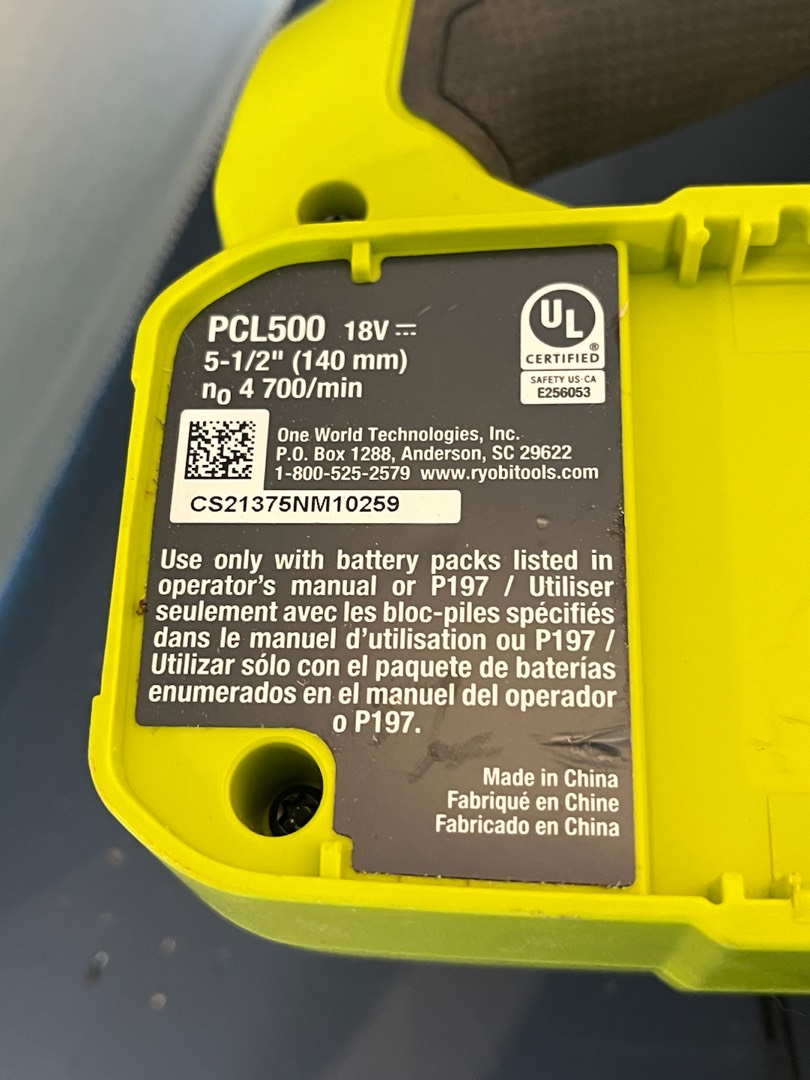 PCL500 18V ⎓
5-1/2" (140 mm)
n₀ 4 700/min
UL
®
CERTIFIED
SAFETY US·CA
E256053
One World Technologies, Inc.
P.O. Box 1288, Anderson, SC 29622
1-800-525-2579 www.ryobitools.com
CS21375NM10259
Use only with battery packs listed in
operator's manual or P197 / Utiliser
seulement avec les bloc-piles spécifiés
dans le manuel d'utilisation ou P197 /
Utilizar sólo con el paquete de baterías
enumerados en el manuel del operador
o P197.
Made in China
Fabriqué en Chine
Fabricado en China